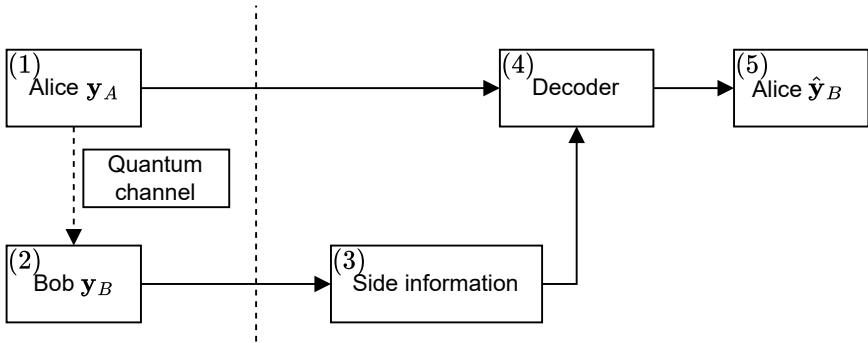 (1)
Alice 𝐲_A
Quantum
channel
(2)
Bob 𝐲_B
(3)
Side information
(4)
Decoder
(5)
Alice 𝐲̂_B